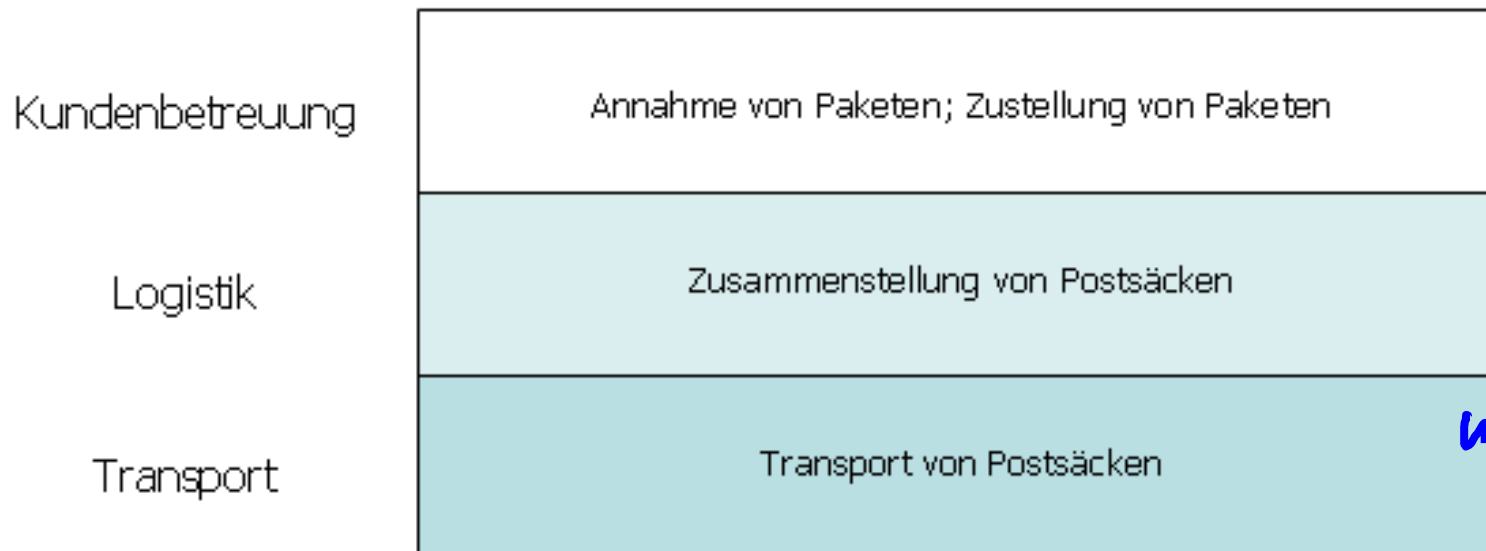 Kundenbetreuung
Annahme von Paketen; Zustellung von Paketen
Logistik
Zusammenstellung von Postsäcken
Transport
Transport von Postsäcken